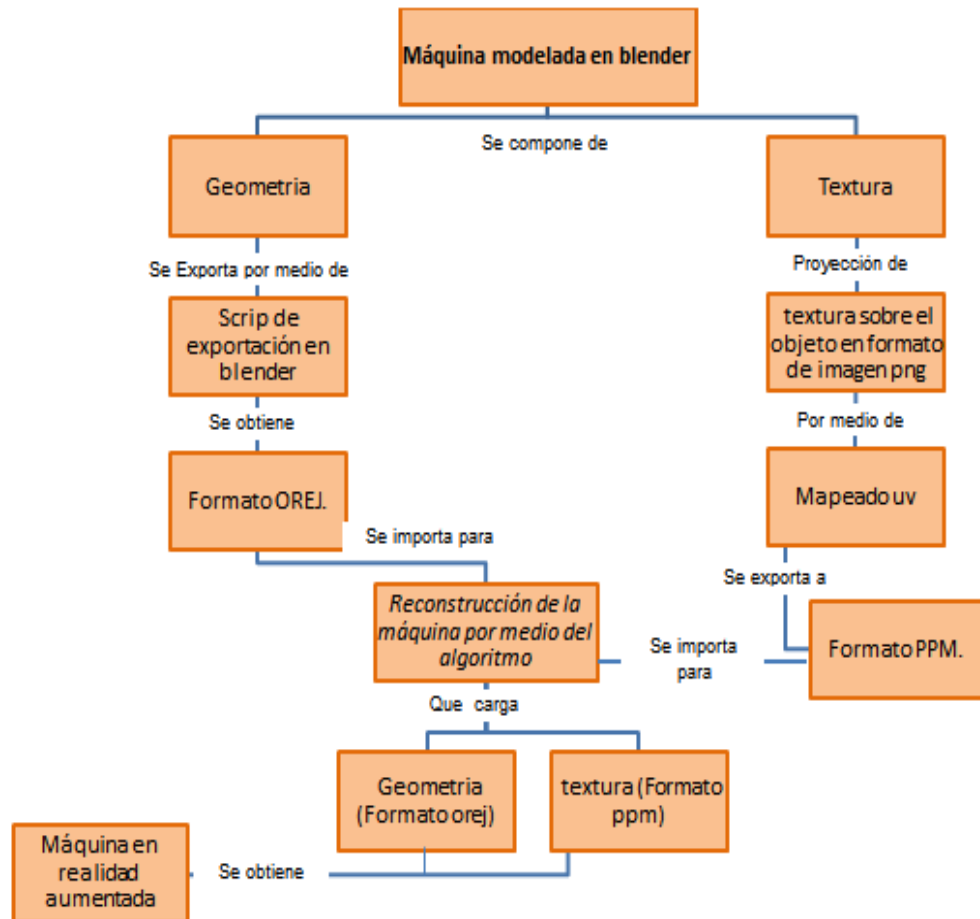 Máquina modelada en blender
Se compone de
Geometria
Textura
Se Exporta por medio de
Proyección de
Scrip de
exportación en
blender
textura sobre el
objeto en formato
de imagen png
Se obtiene
Por medio de
Formato OREJ.
Mapeado uv
Se importa para
Se exporta a
Reconstrucción de la
máquina por medio del
algoritmo
Se importa
para
Formato PPM.
Que carga
Geometria
(Formato orej)
textura (Formato
ppm)
Máquina en
realidad
aumentada
Se obtiene